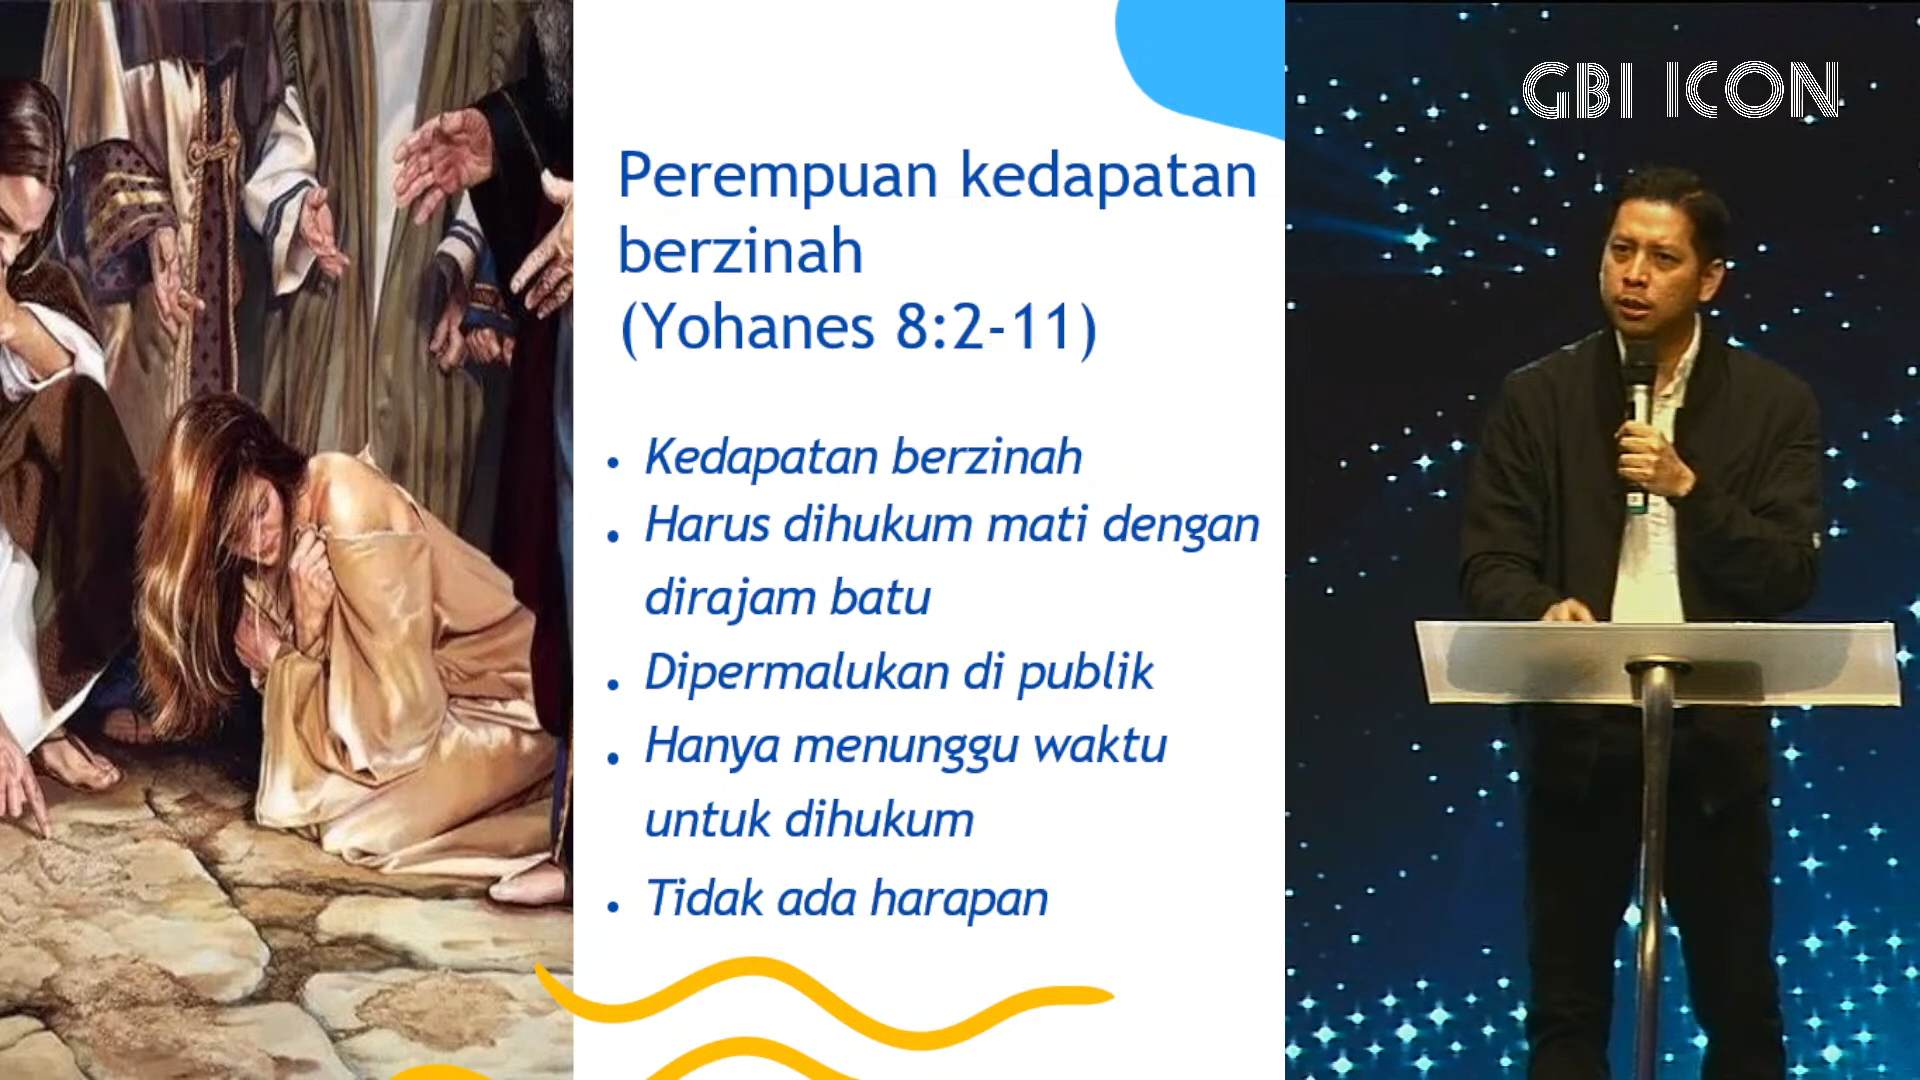 GBI ICON
Perempuan kedapatan
berzinah
(Yohanes 8:2-11)
• Kedapatan berzinah
• Harus dihukum mati dengan
dirajam batu
• Dipermalukan di publik
• Hanya menunggu waktu
untuk dihukum
• Tidak ada harapan